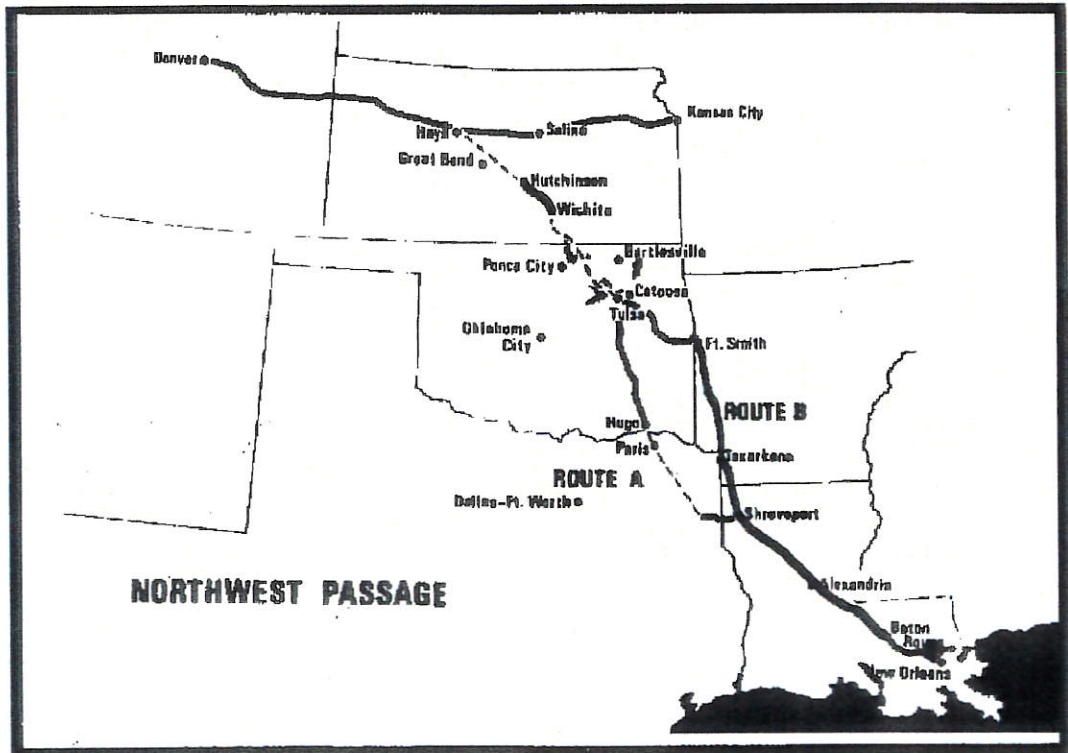 Denver
Kansas City
Hays
Salina
Great Bend
Hutchinson
Wichita
Bartlesville
Ponca City
Catoosa
Tulsa
Oklahoma
City
Ft. Smith
ROUTE B
Hugo
Paris
Texarkana
ROUTE A
Dallas-Ft. Worth
Shreveport
NORTHWEST PASSAGE
Alexandria
Baton
Rouge
New Orleans